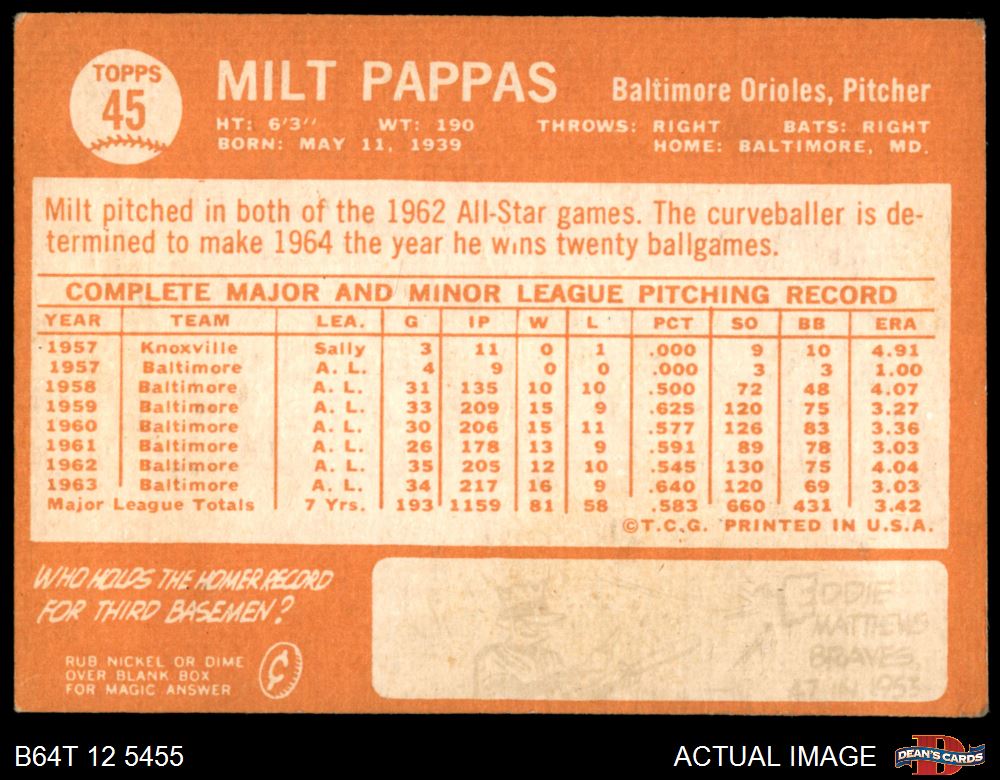 TOPPS
45
MILT PAPPAS
Baltimore Orioles, Pitcher
HT: 6'3'' WT: 190 THROWS: RIGHT BATS: RIGHT
BORN: MAY 11, 1939 HOME: BALTIMORE, MD.
Milt pitched in both of the 1962 All-Star games. The curveballer is de-
termined to make 1964 the year he wins twenty ballgames.
COMPLETE MAJOR AND MINOR LEAGUE PITCHING RECORD
YEAR TEAM LEA. G IP W L PCT SO BB ERA
1957 Knoxville Sally 3 11 0 1 .000 9 10 4.91
1957 Baltimore A. L. 4 9 0 0 .000 3 3 1.00
1958 Baltimore A. L. 31 135 10 10 .500 72 48 4.07
1959 Baltimore A. L. 33 209 15 9 .625 120 75 3.27
1960 Baltimore A. L. 30 206 15 11 .577 126 83 3.36
1961 Baltimore A. L. 26 178 13 9 .591 89 78 3.03
1962 Baltimore A. L. 35 205 12 10 .545 130 75 4.04
1963 Baltimore A. L. 34 217 16 9 .640 120 69 3.03
Major League Totals 7 Yrs. 193 1159 81 58 .583 660 431 3.42
©T.C.G. PRINTED IN U.S.A.
WHO HOLDS THE HOMER RECORD
FOR THIRD BASEMEN?
RUB NICKEL OR DIME
OVER BLANK BOX
FOR MAGIC ANSWER
¢
EDDIE
MATTHEWS
BRAVES,
47 IN 1953
B64T 12 5455
ACTUAL IMAGE
D
DEAN'S CARDS